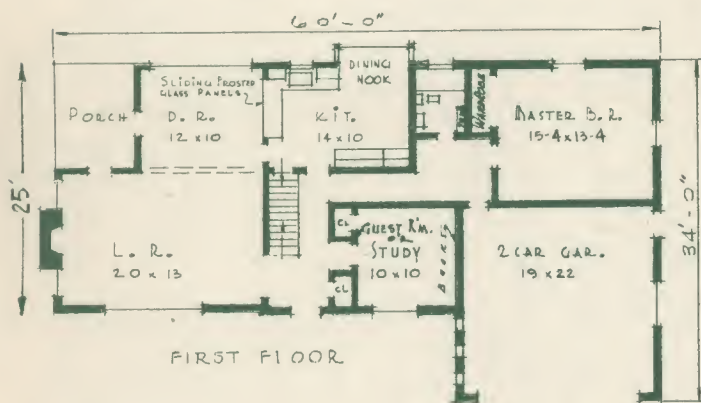 60'-0"
SLIDING FROSTED
GLASS PANELS
PORCH
D. R.
12 x 10
DINING
NOOK
KIT.
14 x 10
WARDROBE
MASTER B.R.
15-4 x 13-4
25'
34'-0"
L. R.
20 x 13
CL
GUEST R'M.
OR
STUDY
10 x 10
BOOKS
CL
2 CAR GAR.
19 x 22
FIRST FLOOR